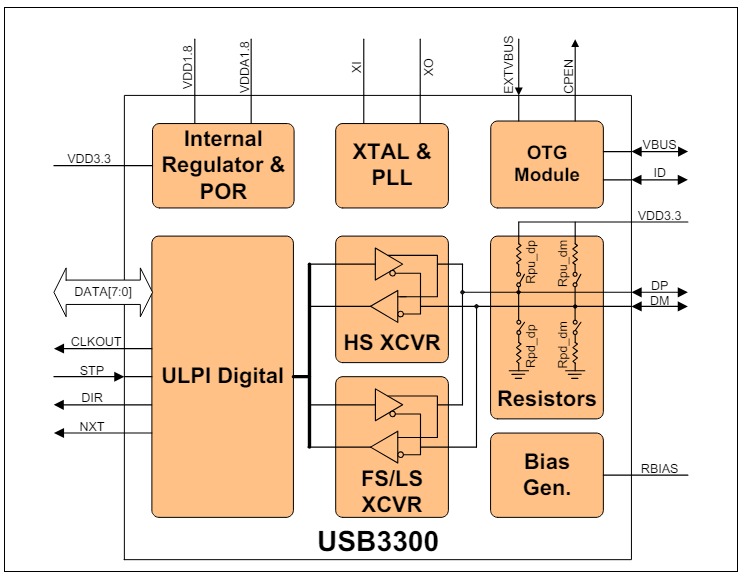 VDD1.8
VDDA1.8
XI
XO
EXTVBUS
CPEN
Internal
Regulator &
POR
XTAL &
PLL
OTG
Module
VDD3.3
VBUS
ID
VDD3.3
Rpu_dp
Rpu_dm
DATA[7:0]
DP
DM
HS XCVR
CLKOUT
STP
DIR
NXT
ULPI Digital
Rpd_dp
Rpd_dm
Resistors
FS/LS
XCVR
Bias
Gen.
RBIAS
USB3300